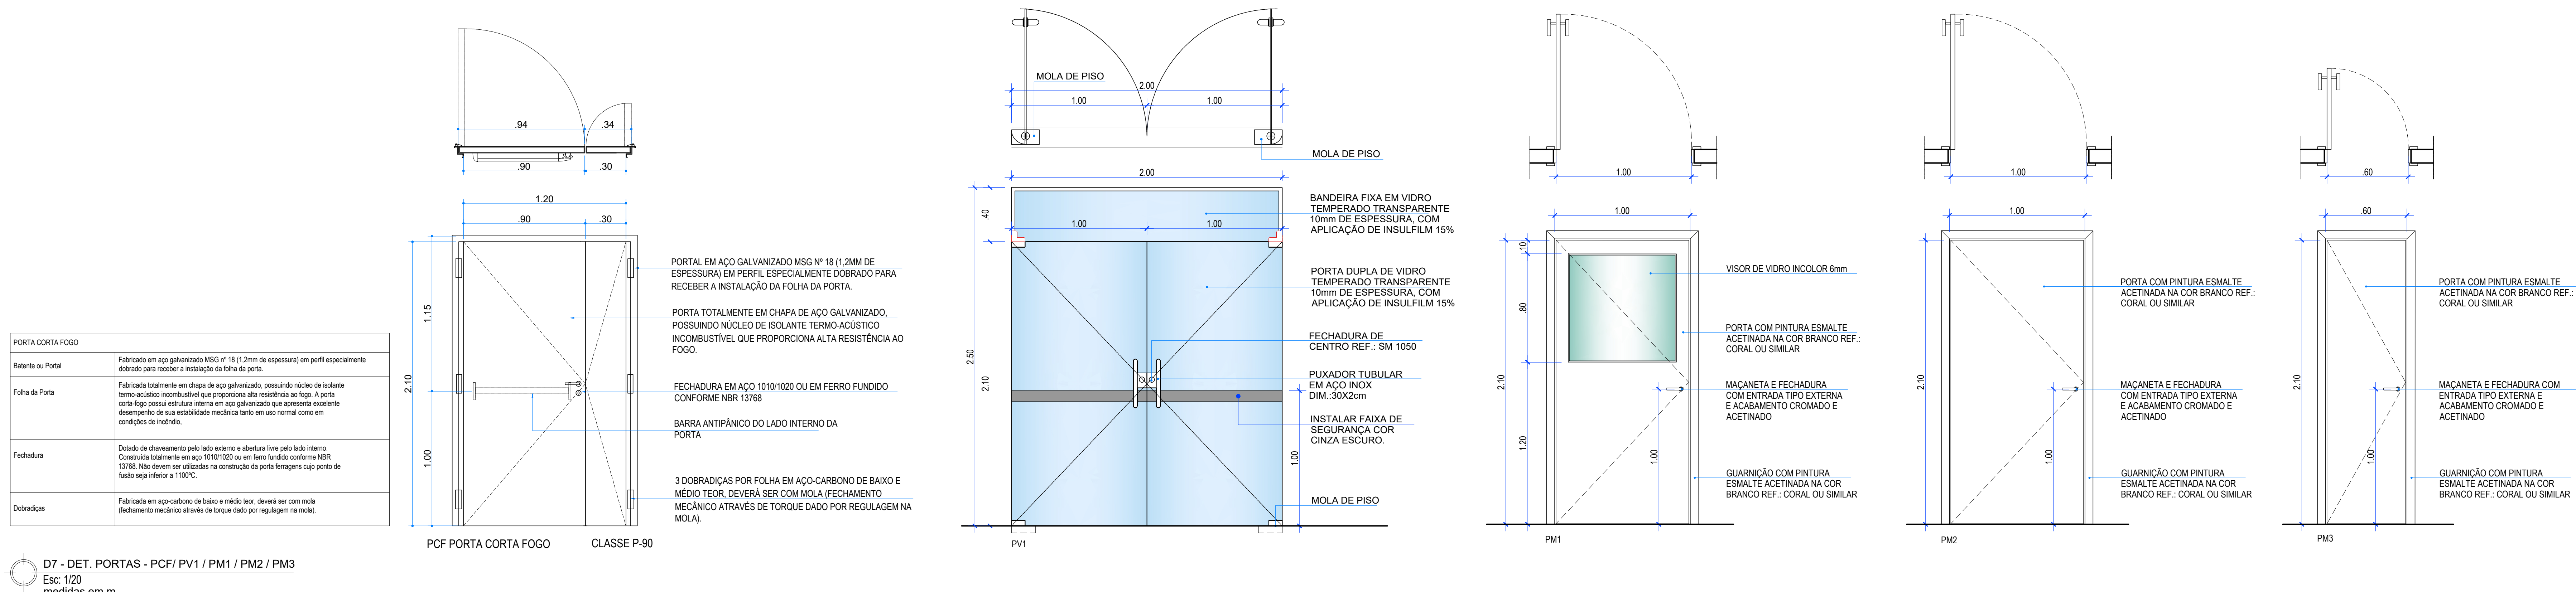 PORTA CORTA FOGO
Batente ou Portal
Fabricado em aço galvanizado MSG nº 18 (1,2mm de espessura) em perfil especialmente
dobrado para receber a instalação da folha da porta.
Folha da Porta
Fabricada totalmente em chapa de aço galvanizado, possuindo núcleo de isolante
termo-acústico incombustível que proporciona alta resistência ao fogo. A porta
corta-fogo possui estrutura interna em aço galvanizado que apresenta excelente
desempenho de sua estabilidade mecânica tanto em uso normal como em
condições de incêndio,
Fechadura
Dotado de chaveamento pelo lado externo e abertura livre pelo lado interno.
Construída totalmente em aço 1010/1020 ou em ferro fundido conforme NBR
13768. Não devem ser utilizadas na construção da porta ferragens cujo ponto de
fusão seja inferior a 1100ºC.
Dobradiças
Fabricada em aço-carbono de baixo e médio teor, deverá ser com mola
(fechamento mecânico através de torque dado por regulagem na mola).
D7 - DET. PORTAS - PCF/ PV1 / PM1 / PM2 / PM3
Esc: 1/20
medidas em m
.94
.34
.90
.30
1.20
.90
.30
2.10
1.15
1.00
PORTAL EM AÇO GALVANIZADO MSG Nº 18 (1,2MM DE
ESPESSURA) EM PERFIL ESPECIALMENTE DOBRADO PARA
RECEBER A INSTALAÇÃO DA FOLHA DA PORTA.
PORTA TOTALMENTE EM CHAPA DE AÇO GALVANIZADO,
POSSUINDO NÚCLEO DE ISOLANTE TERMO-ACÚSTICO
INCOMBUSTÍVEL QUE PROPORCIONA ALTA RESISTÊNCIA AO
FOGO.
FECHADURA EM AÇO 1010/1020 OU EM FERRO FUNDIDO
CONFORME NBR 13768
BARRA ANTIPÂNICO DO LADO INTERNO DA
PORTA
3 DOBRADIÇAS POR FOLHA EM AÇO-CARBONO DE BAIXO E
MÉDIO TEOR, DEVERÁ SER COM MOLA (FECHAMENTO
MECÂNICO ATRAVÉS DE TORQUE DADO POR REGULAGEM NA
MOLA).
PCF PORTA CORTA FOGO
CLASSE P-90
MOLA DE PISO
2.00
1.00
1.00
MOLA DE PISO
2.00
.40
1.00
1.00
2.50
2.10
1.00
BANDEIRA FIXA EM VIDRO
TEMPERADO TRANSPARENTE
10mm DE ESPESSURA, COM
APLICAÇÃO DE INSULFILM 15%
PORTA DUPLA DE VIDRO
TEMPERADO TRANSPARENTE
10mm DE ESPESSURA, COM
APLICAÇÃO DE INSULFILM 15%
FECHADURA DE
CENTRO REF.: SM 1050
PUXADOR TUBULAR
EM AÇO INOX
DIM.:30X2cm
INSTALAR FAIXA DE
SEGURANÇA COR
CINZA ESCURO.
MOLA DE PISO
PV1
1.00
1.00
.10
.80
2.10
1.20
1.00
VISOR DE VIDRO INCOLOR 6mm
PORTA COM PINTURA ESMALTE
ACETINADA NA COR BRANCO REF.:
CORAL OU SIMILAR
MAÇANETA E FECHADURA
COM ENTRADA TIPO EXTERNA
E ACABAMENTO CROMADO E
ACETINADO
GUARNIÇÃO COM PINTURA
ESMALTE ACETINADA NA COR
BRANCO REF.: CORAL OU SIMILAR
PM1
1.00
1.00
2.10
1.00
PORTA COM PINTURA ESMALTE
ACETINADA NA COR BRANCO REF.:
CORAL OU SIMILAR
MAÇANETA E FECHADURA
COM ENTRADA TIPO EXTERNA
E ACABAMENTO CROMADO E
ACETINADO
GUARNIÇÃO COM PINTURA
ESMALTE ACETINADA NA COR
BRANCO REF.: CORAL OU SIMILAR
PM2
.60
.60
2.10
1.00
PORTA COM PINTURA ESMALTE
ACETINADA NA COR BRANCO REF.:
CORAL OU SIMILAR
MAÇANETA E FECHADURA COM
ENTRADA TIPO EXTERNA E
ACABAMENTO CROMADO E
ACETINADO
GUARNIÇÃO COM PINTURA
ESMALTE ACETINADA NA COR
BRANCO REF.: CORAL OU SIMILAR
PM3